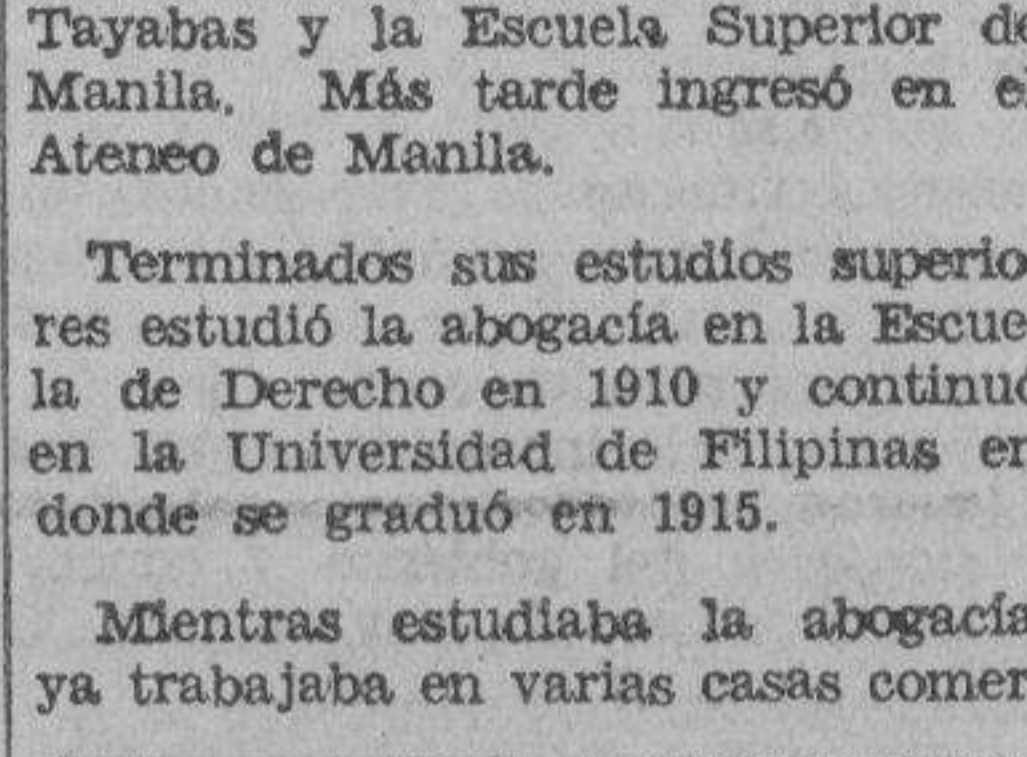 Tayabas y la Escuela Superior de
Manila. Más tarde ingresó en el
Ateneo de Manila.
Terminados sus estudios superio-
res estudió la abogacía en la Escue-
la de Derecho en 1910 y continuó
en la Universidad de Filipinas en
donde se graduó en 1915.
Mientras estudiaba la abogacía
ya trabajaba en varias casas comer